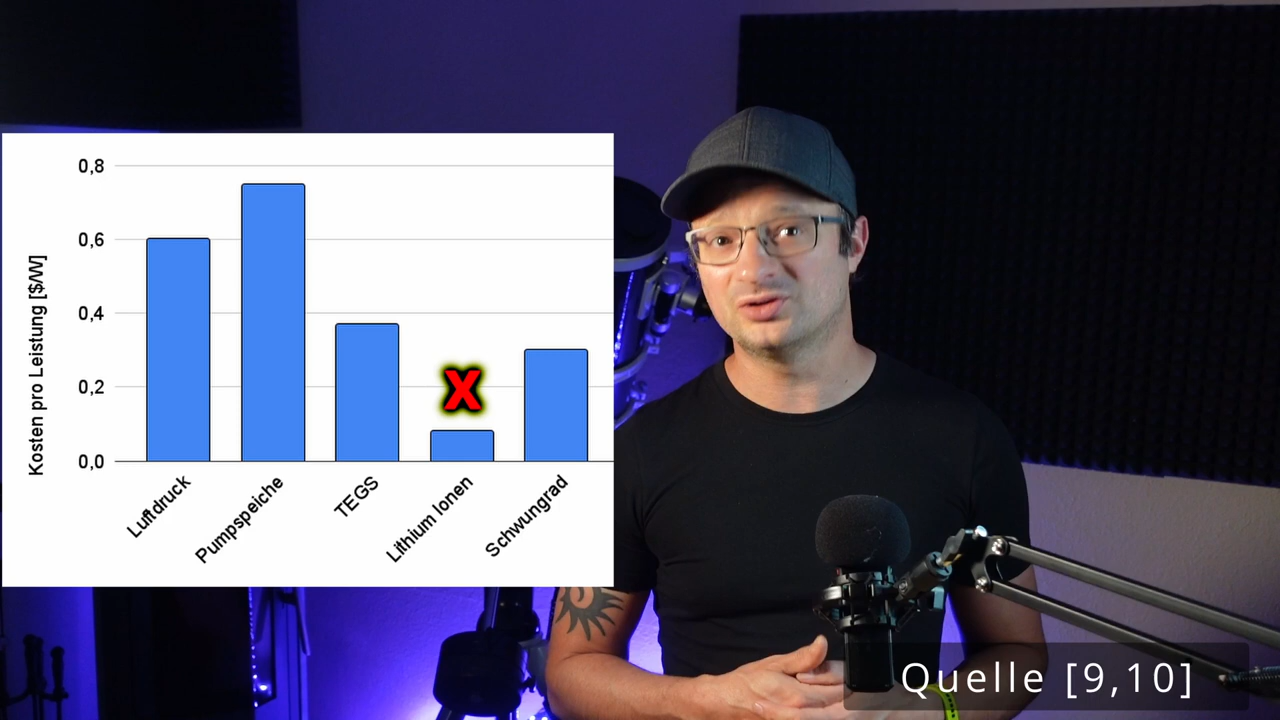 Kosten pro Leistung [$/W]
0,8
0,6
0,4
0,2
0,0
X
Luftdruck
Pumpspeiche
TEGS
Lithium Ionen
Schwungrad
Quelle [9,10]